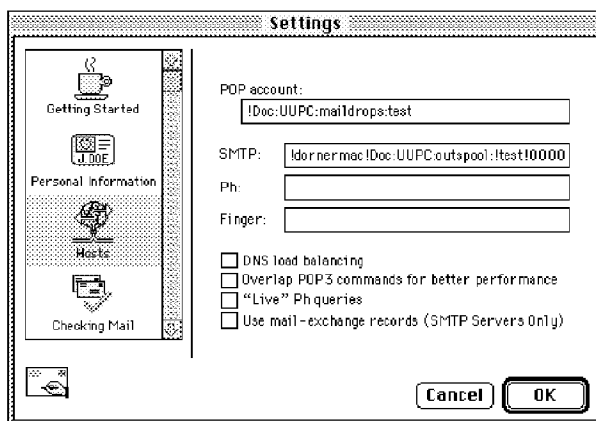 Settings
Getting Started
J.DOE
Personal Information
Hosts
Checking Mail
POP account:
!Doc:UUPC:maildrops:test
SMTP: !dornermac!Doc:UUPC:outspool:!test!0000
Ph:
Finger:
DNS load balancing
Overlap POP3 commands for better performance
"Live" Ph queries
Use mail-exchange records (SMTP Servers Only)
Cancel OK